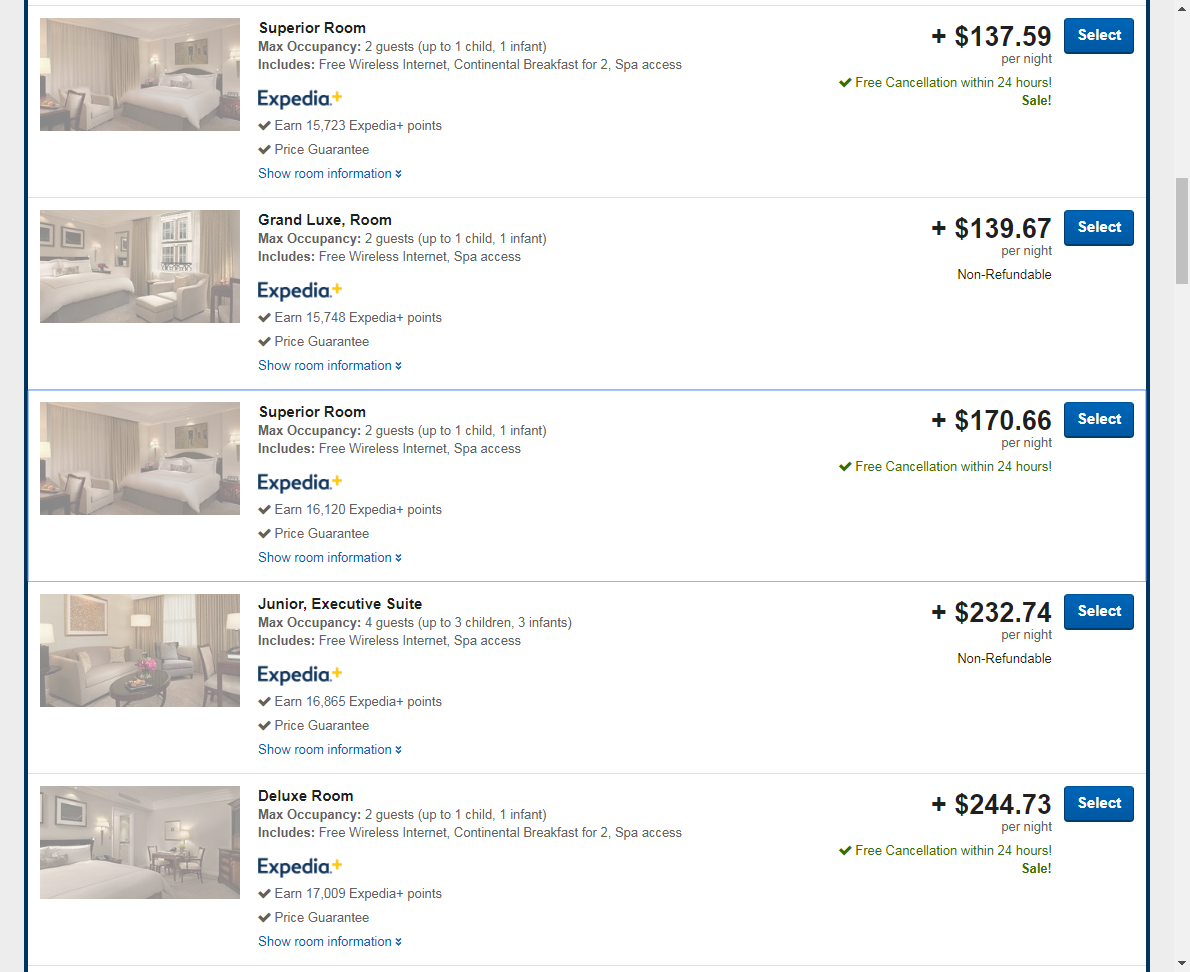 Superior Room
Max Occupancy: 2 guests (up to 1 child, 1 infant)
Includes: Free Wireless Internet, Continental Breakfast for 2, Spa access
Expedia+
Earn 15,723 Expedia+ points
Price Guarantee
Show room information
+ $137.59
per night
Free Cancellation within 24 hours!
Sale!
Select
Grand Luxe, Room
Max Occupancy: 2 guests (up to 1 child, 1 infant)
Includes: Free Wireless Internet, Spa access
Expedia+
Earn 15,748 Expedia+ points
Price Guarantee
Show room information
+ $139.67
per night
Non-Refundable
Select
Superior Room
Max Occupancy: 2 guests (up to 1 child, 1 infant)
Includes: Free Wireless Internet, Spa access
Expedia+
Earn 16,120 Expedia+ points
Price Guarantee
Show room information
+ $170.66
per night
Free Cancellation within 24 hours!
Select
Junior, Executive Suite
Max Occupancy: 4 guests (up to 3 children, 3 infants)
Includes: Free Wireless Internet, Spa access
Expedia+
Earn 16,865 Expedia+ points
Price Guarantee
Show room information
+ $232.74
per night
Non-Refundable
Select
Deluxe Room
Max Occupancy: 2 guests (up to 1 child, 1 infant)
Includes: Free Wireless Internet, Continental Breakfast for 2, Spa access
Expedia+
Earn 17,009 Expedia+ points
Price Guarantee
Show room information
+ $244.73
per night
Free Cancellation within 24 hours!
Sale!
Select